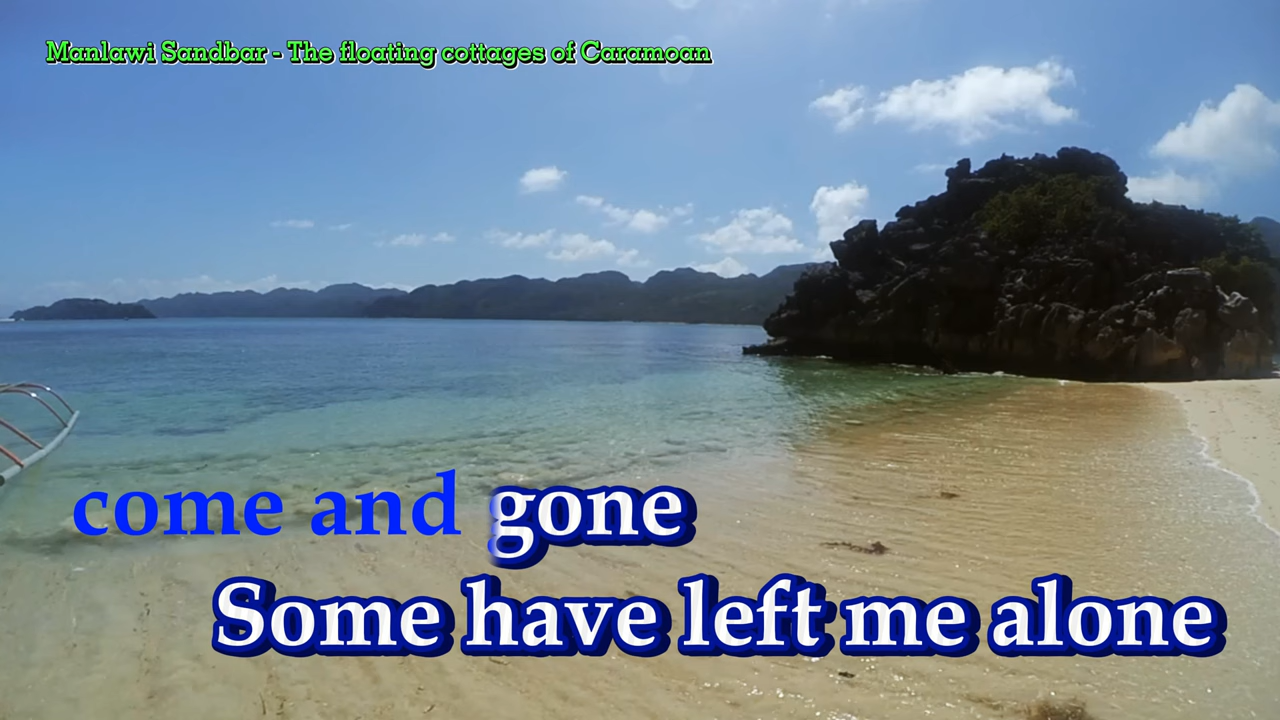 Manlawi Sandbar - The floating cottages of Caramoan
come and gone
Some have left me alone